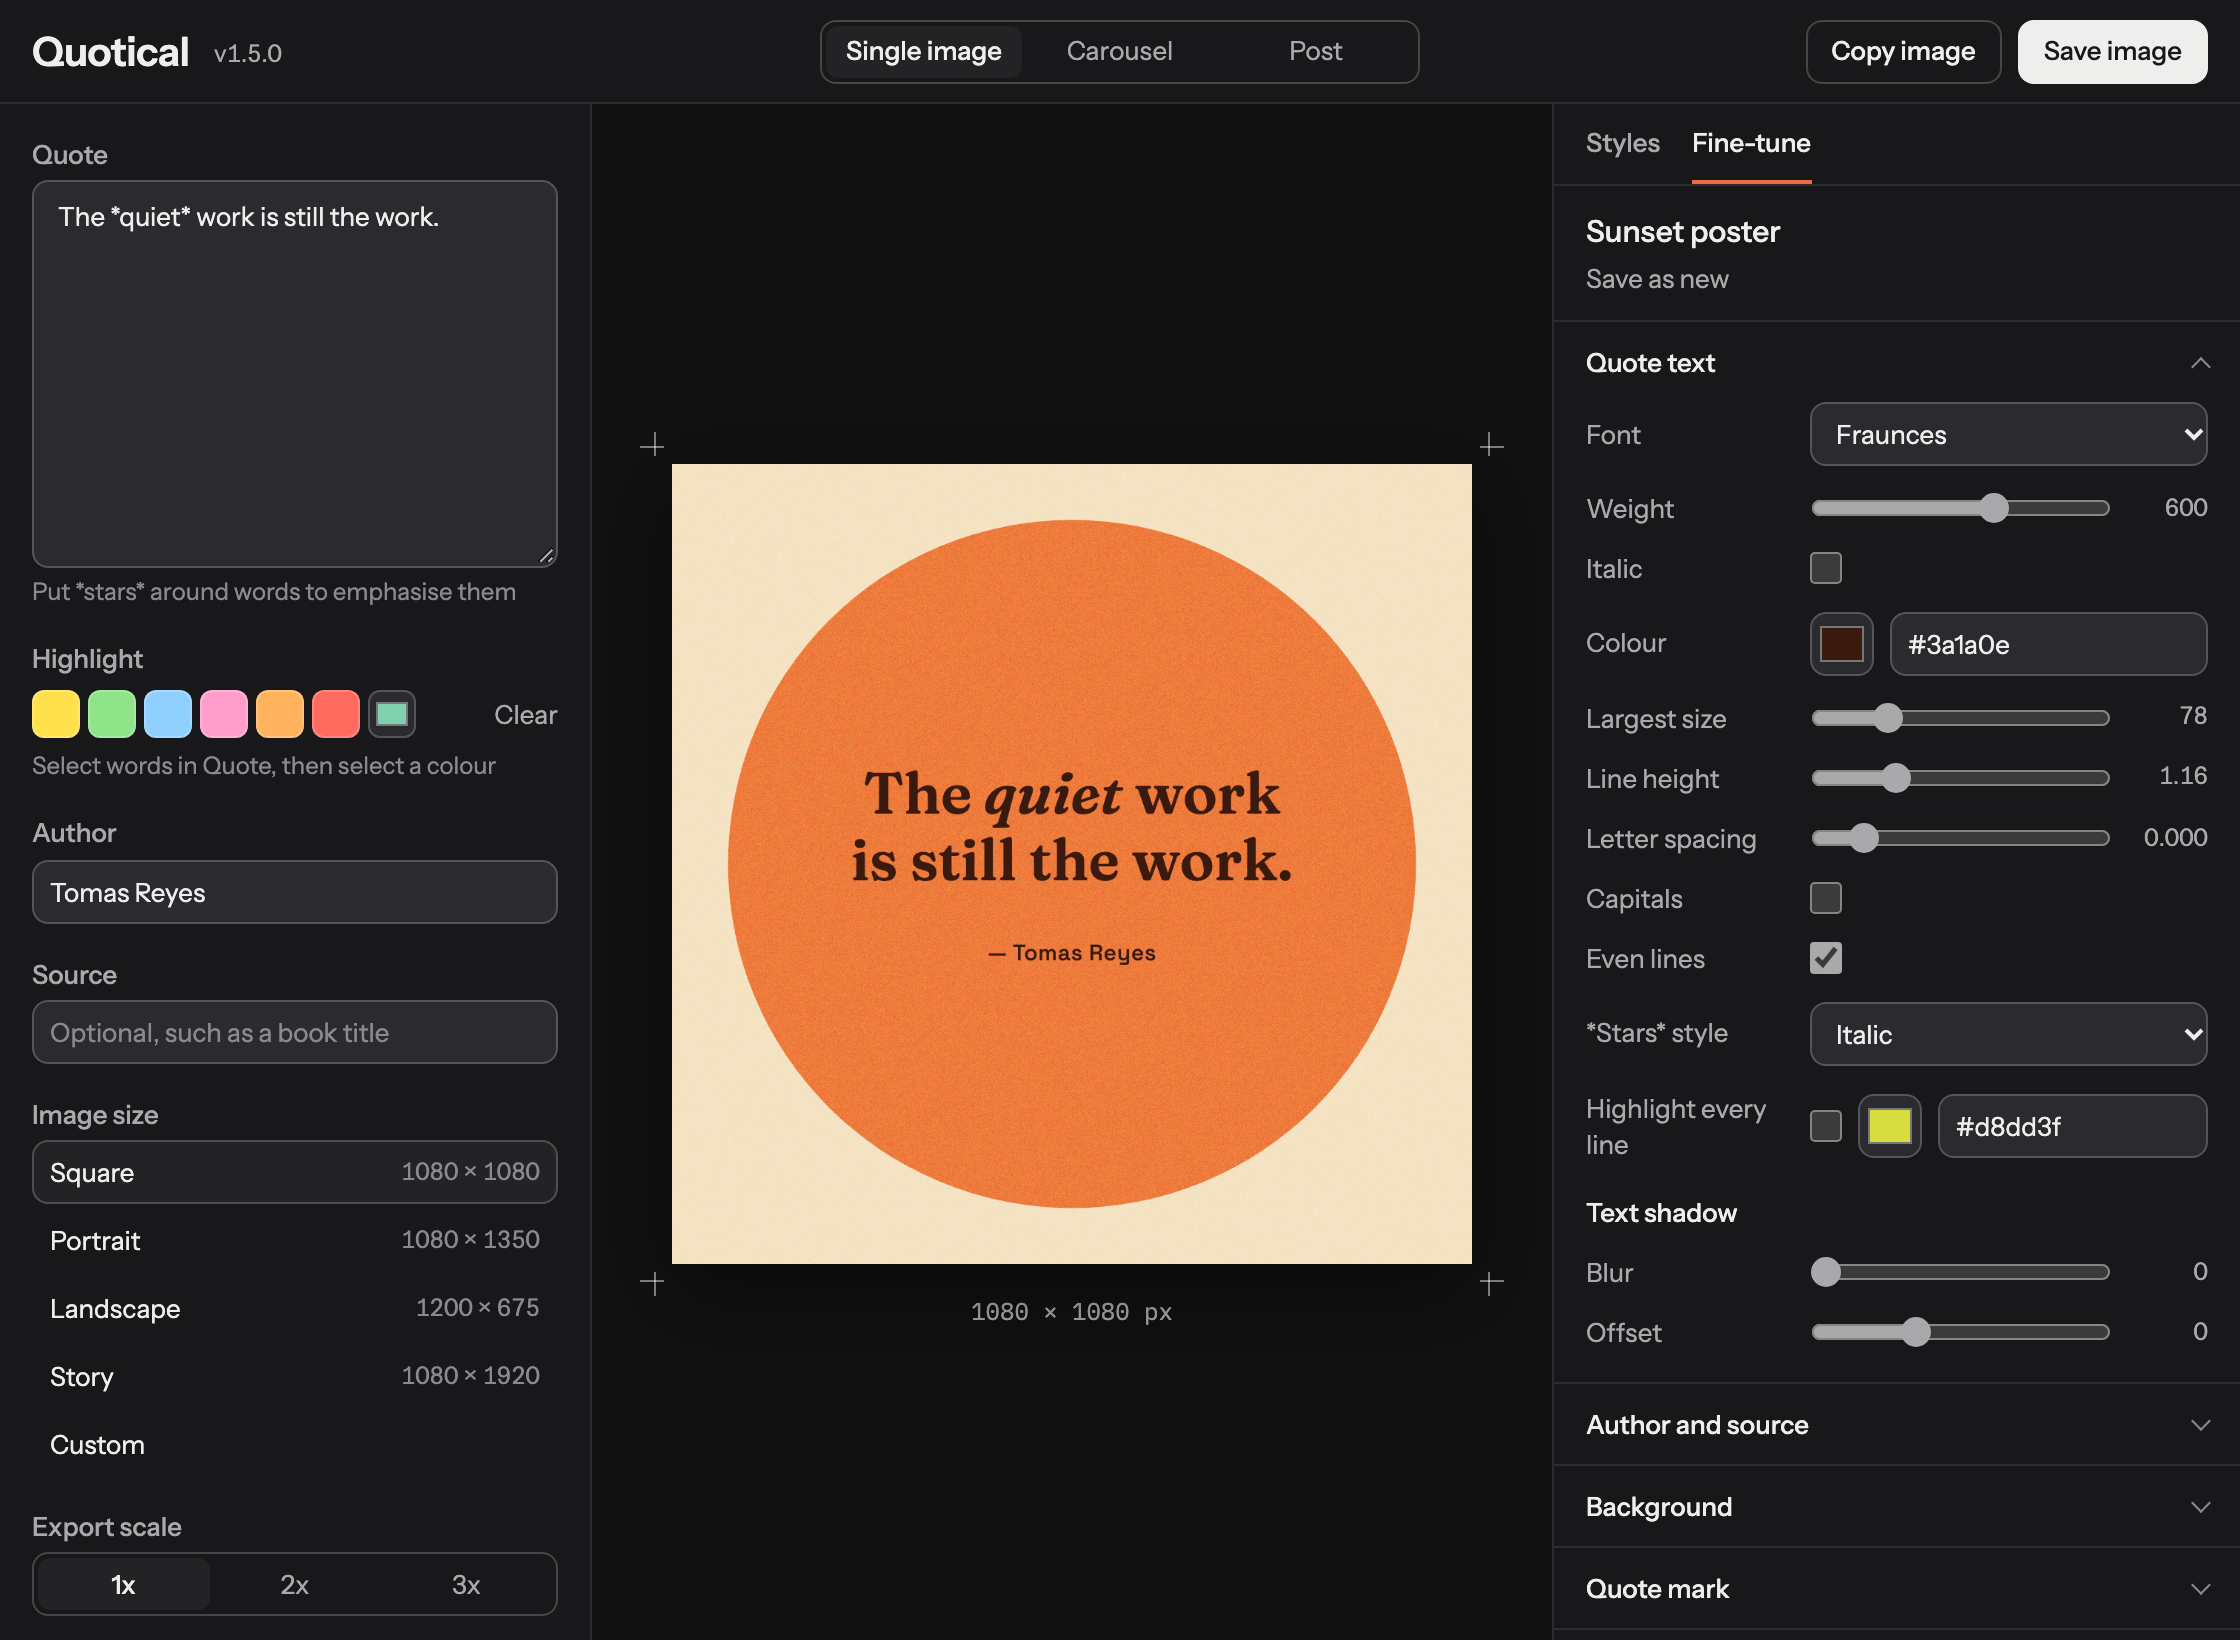 Quotical v1.5.0
Single image
Carousel
Post
Copy image
Save image
Quote
The *quiet* work is still the work.
Put *stars* around words to emphasise them
Highlight
Clear
Select words in Quote, then select a colour
Author
Tomas Reyes
Source
Optional, such as a book title
Image size
Square 1080 × 1080
Portrait 1080 × 1350
Landscape 1200 × 675
Story 1080 × 1920
Custom
Export scale
1x 2x 3x
The quiet work
is still the work.
— Tomas Reyes
1080 × 1080 px
Styles Fine-tune
Sunset poster
Save as new
Quote text
Font Fraunces
Weight 600
Italic
Colour #3a1a0e
Largest size 78
Line height 1.16
Letter spacing 0.000
Capitals
Even lines
*Stars* style Italic
Highlight every
line
#d8dd3f
Text shadow
Blur 0
Offset 0
Author and source
Background
Quote mark